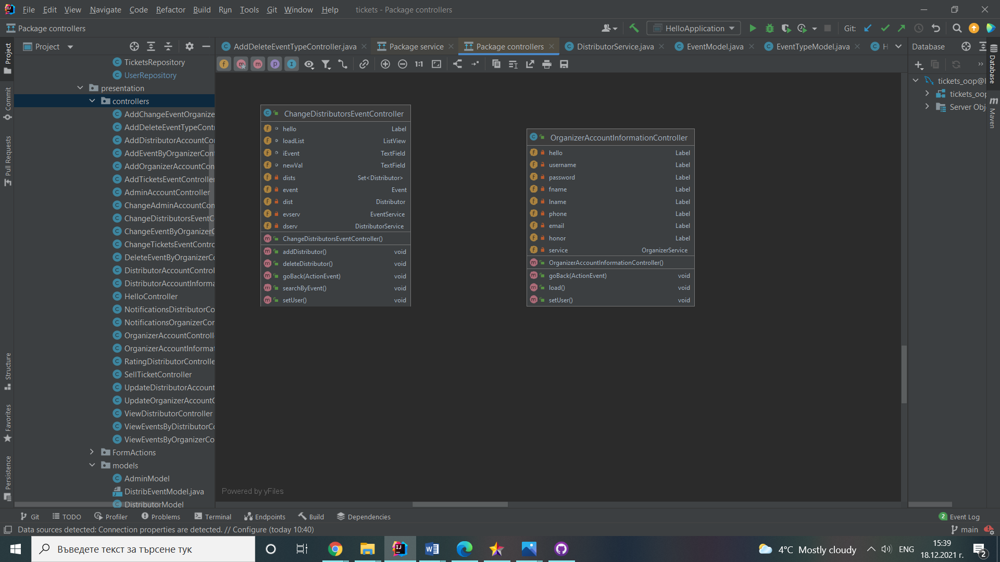 File Edit View Navigate Code Refactor Build Run Tools Git Window Help tickets - Package controllers
Package controllers
HelloApplication
Git:
Project
AddDeleteEventTypeController.java
Package service
Package controllers
DistributorService.java
EventModel.java
EventTypeModel.java
H
Database
Project
Commit
Pull Requests
Structure
Favorites
Persistence
TicketsRepository
UserRepository
presentation
controllers
AddChangeEventOrganize
AddDeleteEventTypeCont
AddDistributorAccountCo
AddEventByOrganizerCon
AddOrganizerAccountCon
AddTicketsEventController
AdminAccountController
ChangeAdminAccountCon
ChangeDistributorsEventC
ChangeEventByOrganizerC
ChangeTicketsEventContro
DeleteEventByOrganizerCo
DistributorAccountControl
DistributorAccountInforma
HelloController
NotificationsDistributorCo
NotificationsOrganizerCon
OrganizerAccountControll
OrganizerAccountInformat
RatingDistributorControlle
SellTicketController
UpdateDistributorAccount
UpdateOrganizerAccountC
ViewDistributorController
ViewEventsByDistributorCo
ViewEventsByOrganizerCo
FormActions
models
AdminModel
DistribEventModel.java
DistributorModel
1:1
ChangeDistributorsEventController
hello Label
loadList ListView
iEvent TextField
newVal TextField
dists Set<Distributor>
event Event
dist Distributor
evserv EventService
dserv DistributorService
ChangeDistributorsEventController()
addDistributor() void
deleteDistributor() void
goBack(ActionEvent) void
searchByEvent() void
setUser() void
OrganizerAccountInformationController
hello Label
username Label
password Label
fname Label
lname Label
phone Label
email Label
honor Label
service OrganizerService
OrganizerAccountInformationController()
goBack(ActionEvent) void
load() void
setUser() void
Powered by yFiles
tickets_oop@l
tickets_oop
Server Obj
Database
Maven
Git TODO Profiler Problems Terminal Endpoints Build Dependencies
2 Event Log
Data sources detected: Connection properties are detected. // Configure (today 10:40)
main
Въведете текст за търсене тук
4°C Mostly cloudy
ENG
15:39
18.12.2021 г.
2